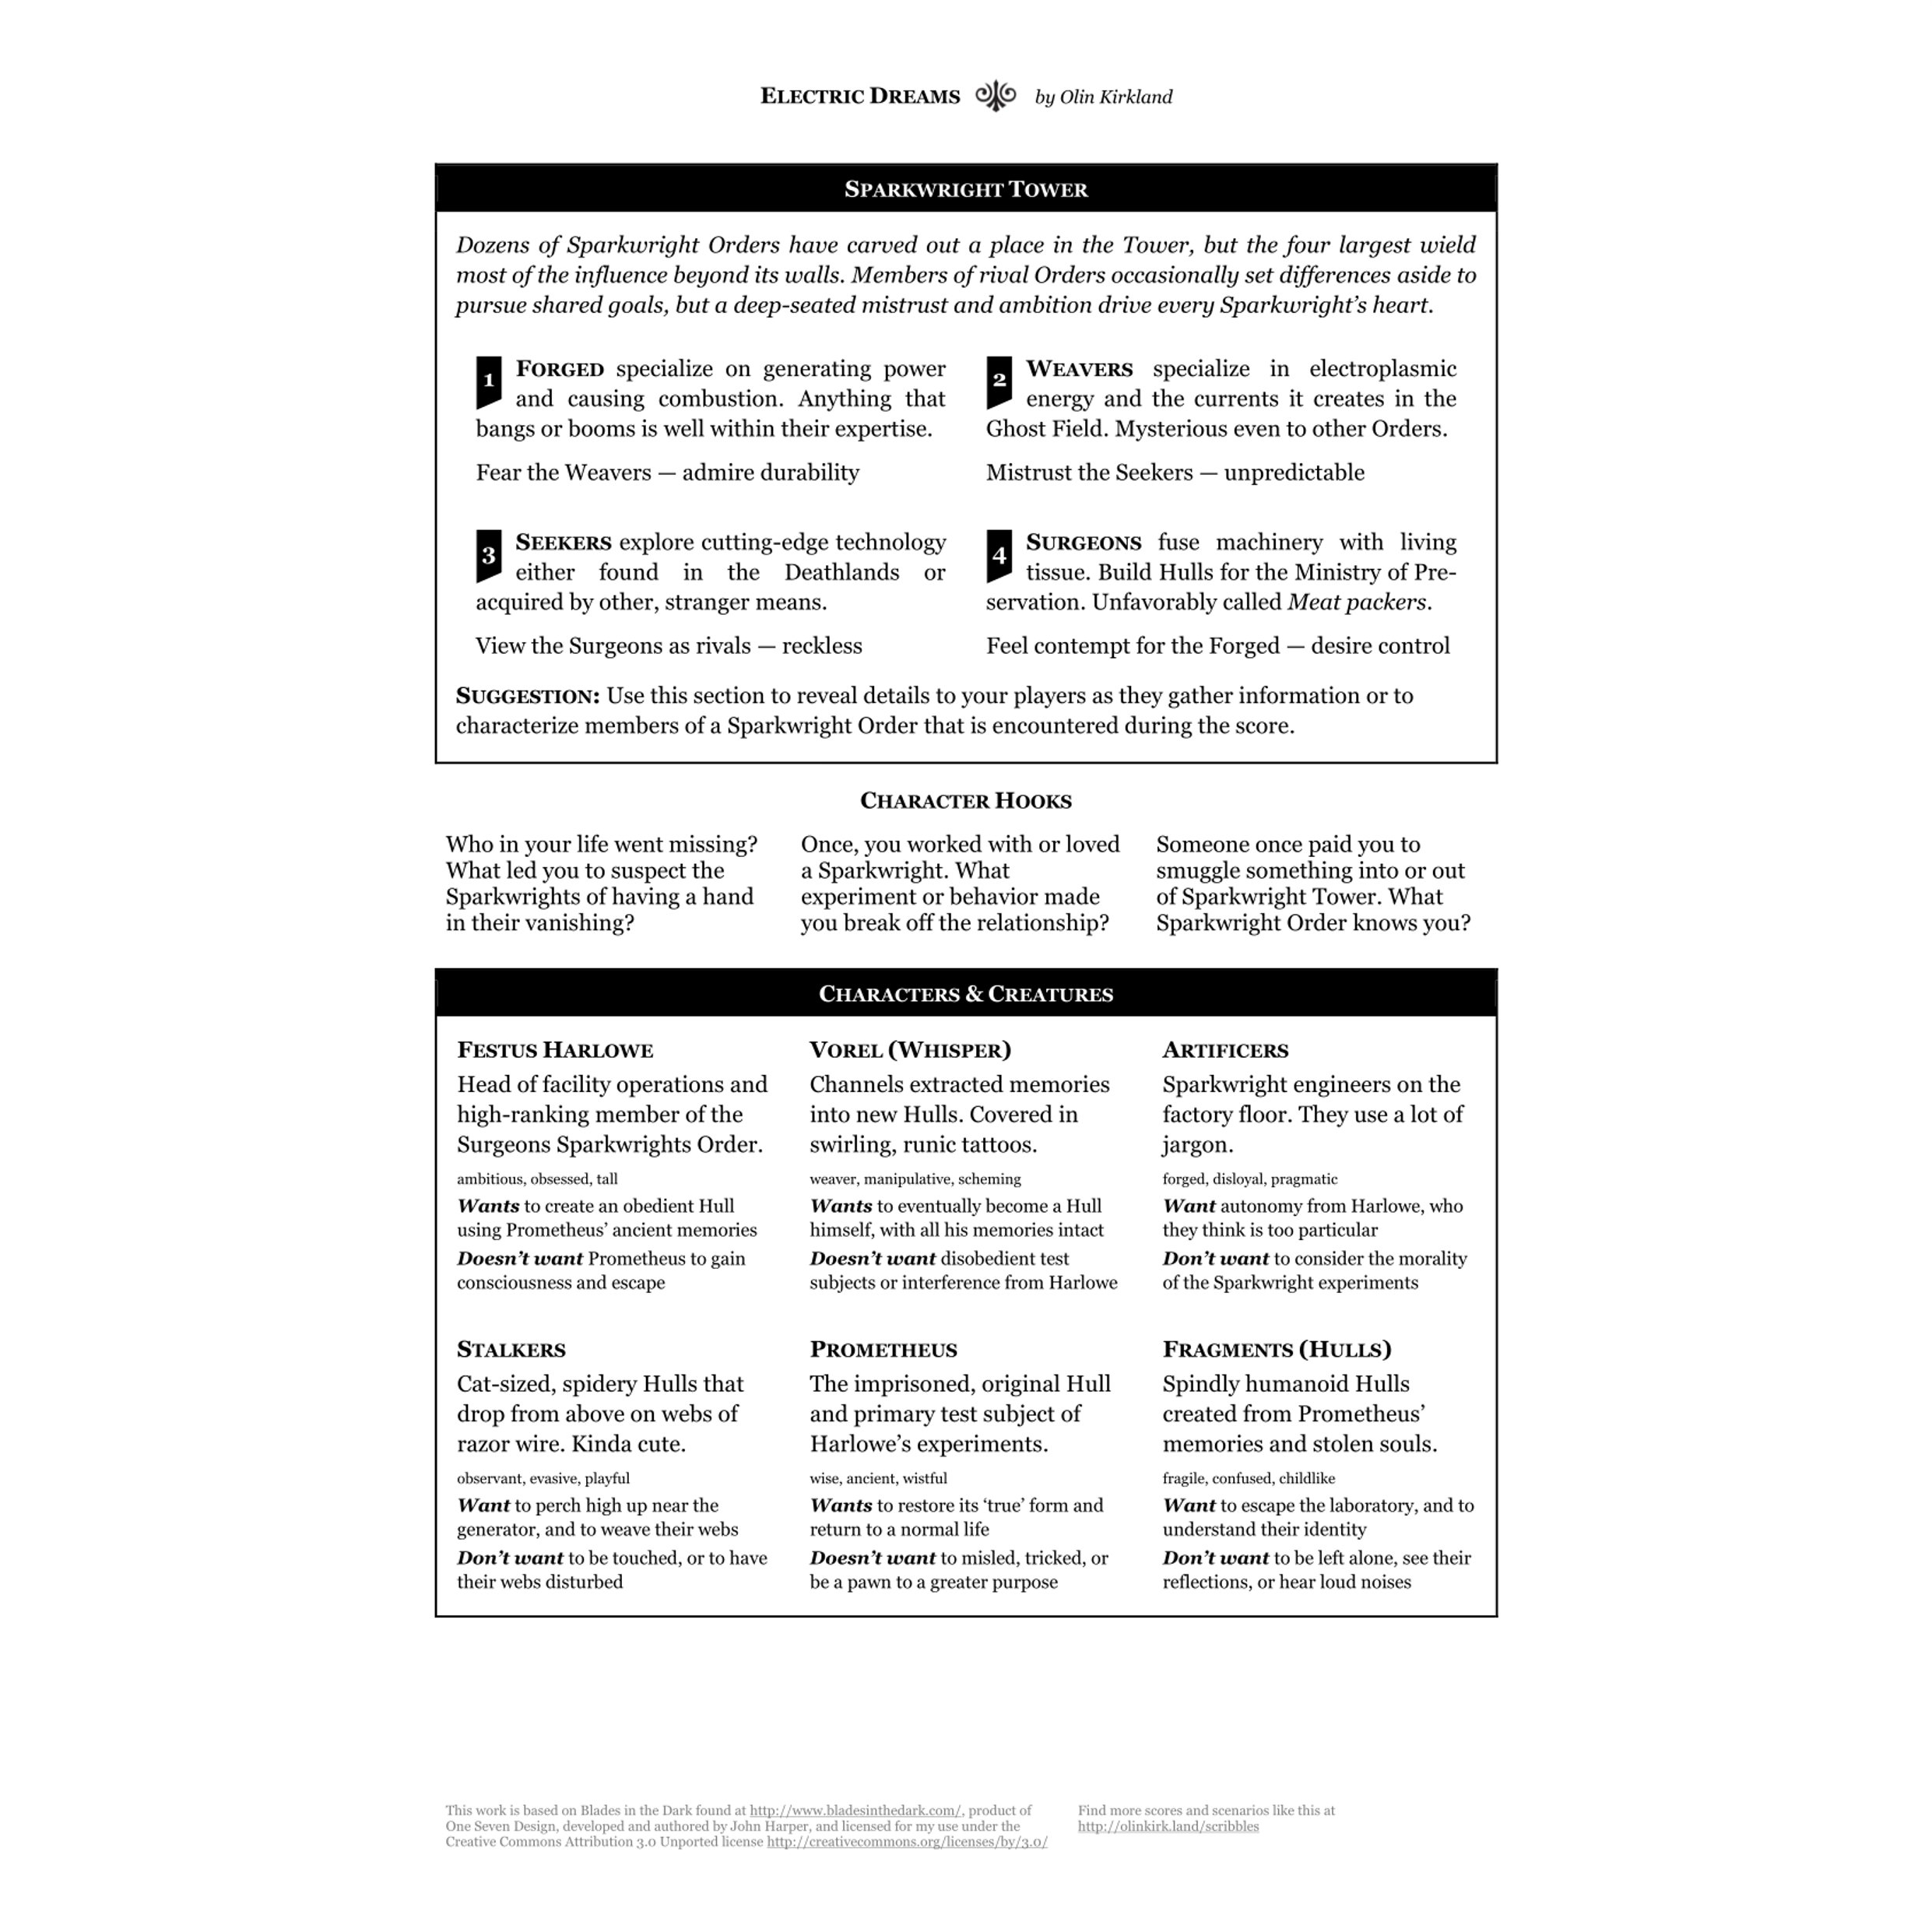 ELECTRIC DREAMS by Olin Kirkland
SPARKWRIGHT TOWER
Dozens of Sparkwright Orders have carved out a place in the Tower, but the four largest wield
most of the influence beyond its walls. Members of rival Orders occasionally set differences aside to
pursue shared goals, but a deep-seated mistrust and ambition drive every Sparkwright’s heart.
1 FORGED specialize on generating power
and causing combustion. Anything that
bangs or booms is well within their expertise.
Fear the Weavers — admire durability
2 WEAVERS specialize in electroplasmic
energy and the currents it creates in the
Ghost Field. Mysterious even to other Orders.
Mistrust the Seekers — unpredictable
3 SEEKERS explore cutting-edge technology
either found in the Deathlands or
acquired by other, stranger means.
View the Surgeons as rivals — reckless
4 SURGEONS fuse machinery with living
tissue. Build Hulls for the Ministry of Pre-
servation. Unfavorably called Meat packers.
Feel contempt for the Forged — desire control
SUGGESTION: Use this section to reveal details to your players as they gather information or to
characterize members of a Sparkwright Order that is encountered during the score.
CHARACTER HOOKS
Who in your life went missing?
What led you to suspect the
Sparkwrights of having a hand
in their vanishing?
Once, you worked with or loved
a Sparkwright. What
experiment or behavior made
you break off the relationship?
Someone once paid you to
smuggle something into or out
of Sparkwright Tower. What
Sparkwright Order knows you?
CHARACTERS & CREATURES
FESTUS HARLOWE
Head of facility operations and
high-ranking member of the
Surgeons Sparkwrights Order.
ambitious, obsessed, tall
Wants to create an obedient Hull
using Prometheus’ ancient memories
Doesn’t want Prometheus to gain
consciousness and escape
VOREL (WHISPER)
Channels extracted memories
into new Hulls. Covered in
swirling, runic tattoos.
weaver, manipulative, scheming
Wants to eventually become a Hull
himself, with all his memories intact
Doesn’t want disobedient test
subjects or interference from Harlowe
ARTIFICERS
Sparkwright engineers on the
factory floor. They use a lot of
jargon.
forged, disloyal, pragmatic
Want autonomy from Harlowe, who
they think is too particular
Don’t want to consider the morality
of the Sparkwright experiments
STALKERS
Cat-sized, spidery Hulls that
drop from above on webs of
razor wire. Kinda cute.
observant, evasive, playful
Want to perch high up near the
generator, and to weave their webs
Don’t want to be touched, or to have
their webs disturbed
PROMETHEUS
The imprisoned, original Hull
and primary test subject of
Harlowe’s experiments.
wise, ancient, wistful
Wants to restore its ‘true’ form and
return to a normal life
Doesn’t want to misled, tricked, or
be a pawn to a greater purpose
FRAGMENTS (HULLS)
Spindly humanoid Hulls
created from Prometheus’
memories and stolen souls.
fragile, confused, childlike
Want to escape the laboratory, and to
understand their identity
Don’t want to be left alone, see their
reflections, or hear loud noises
This work is based on Blades in the Dark found at http://www.bladesinthedark.com/, product of
One Seven Design, developed and authored by John Harper, and licensed for my use under the
Creative Commons Attribution 3.0 Unported license http://creativecommons.org/licenses/by/3.0/
Find more scores and scenarios like this at
http://olinkirk.land/scribbles